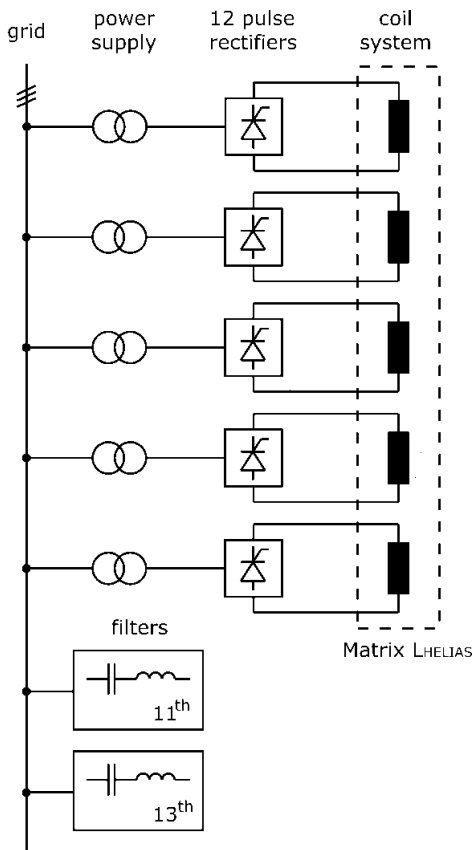 grid
power
supply
12 pulse
rectifiers
coil
system
filters
Matrix LHELIAS
11th
13th